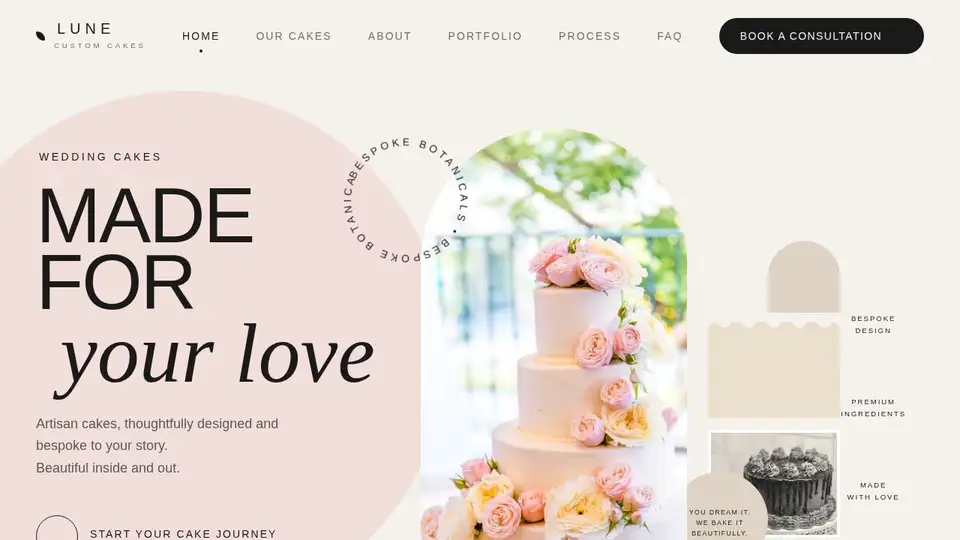 LUNE
CUSTOM CAKES
HOME
OUR CAKES
ABOUT
PORTFOLIO
PROCESS
FAQ
BOOK A CONSULTATION
WEDDING CAKES
MADE
FOR
your love
Artisan cakes, thoughtfully designed and
bespoke to your story.
Beautiful inside and out.
START YOUR CAKE JOURNEY
BESPOKE BOTANICALS • BESPOKE BOTANICA
BESPOKE
DESIGN
PREMIUM
INGREDIENTS
MADE
WITH LOVE
YOU DREAM IT.
WE BAKE IT
BEAUTIFULLY.